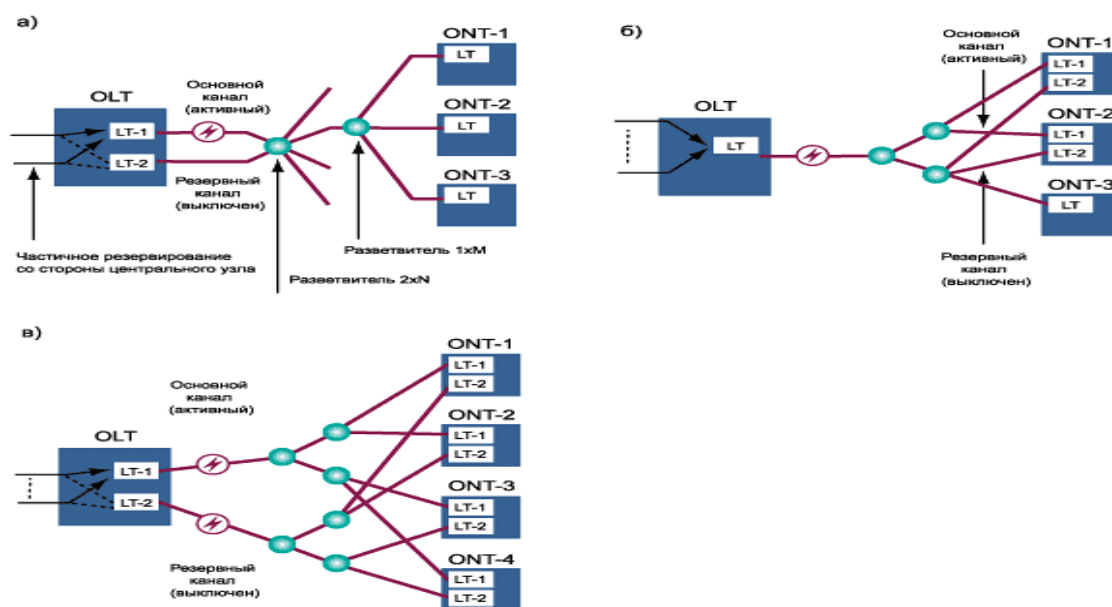 а)
ONT-1
LT
Основной
канал
(активный)
OLT
LT-1
LT-2
ONT-2
LT
Резервный
канал
(выключен)
ONT-3
LT
Частичное резервирование
со стороны центрального узла
Разветвитель 1xM
Разветвитель 2xN
б)
Основной
канал
(активный)
ONT-1
LT-1
LT-2
OLT
LT
ONT-2
LT-1
LT-2
ONT-3
LT
Резервный
канал
(выключен)
в)
ONT-1
LT-1
LT-2
Основной
канал
(активный)
ONT-2
LT-1
LT-2
OLT
LT-1
LT-2
ONT-3
LT-1
LT-2
Резервный
канал
(выключен)
ONT-4
LT-1
LT-2